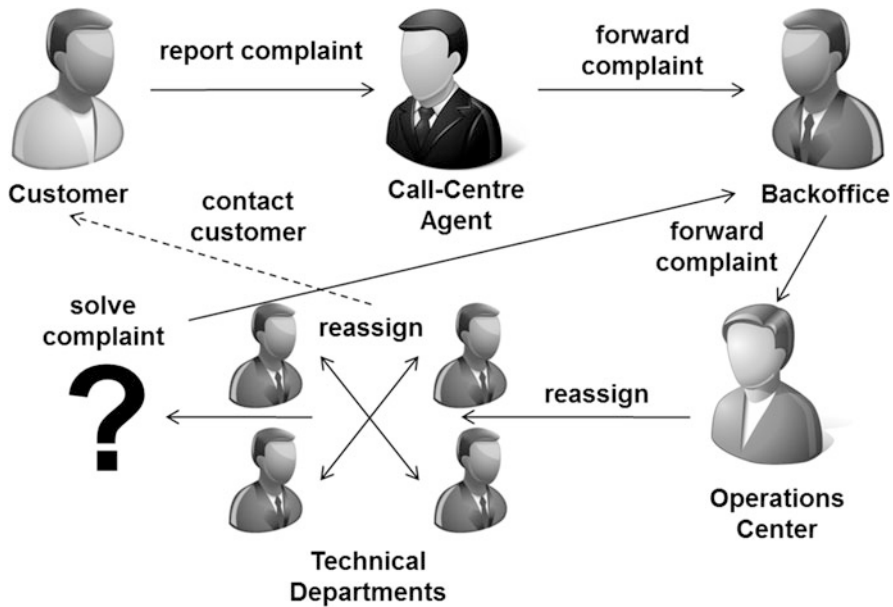 report complaint
forward
complaint
Customer
Call-Centre
Agent
Backoffice
contact
customer
forward
complaint
solve
complaint
?
reassign
reassign
Operations
Center
Technical
Departments